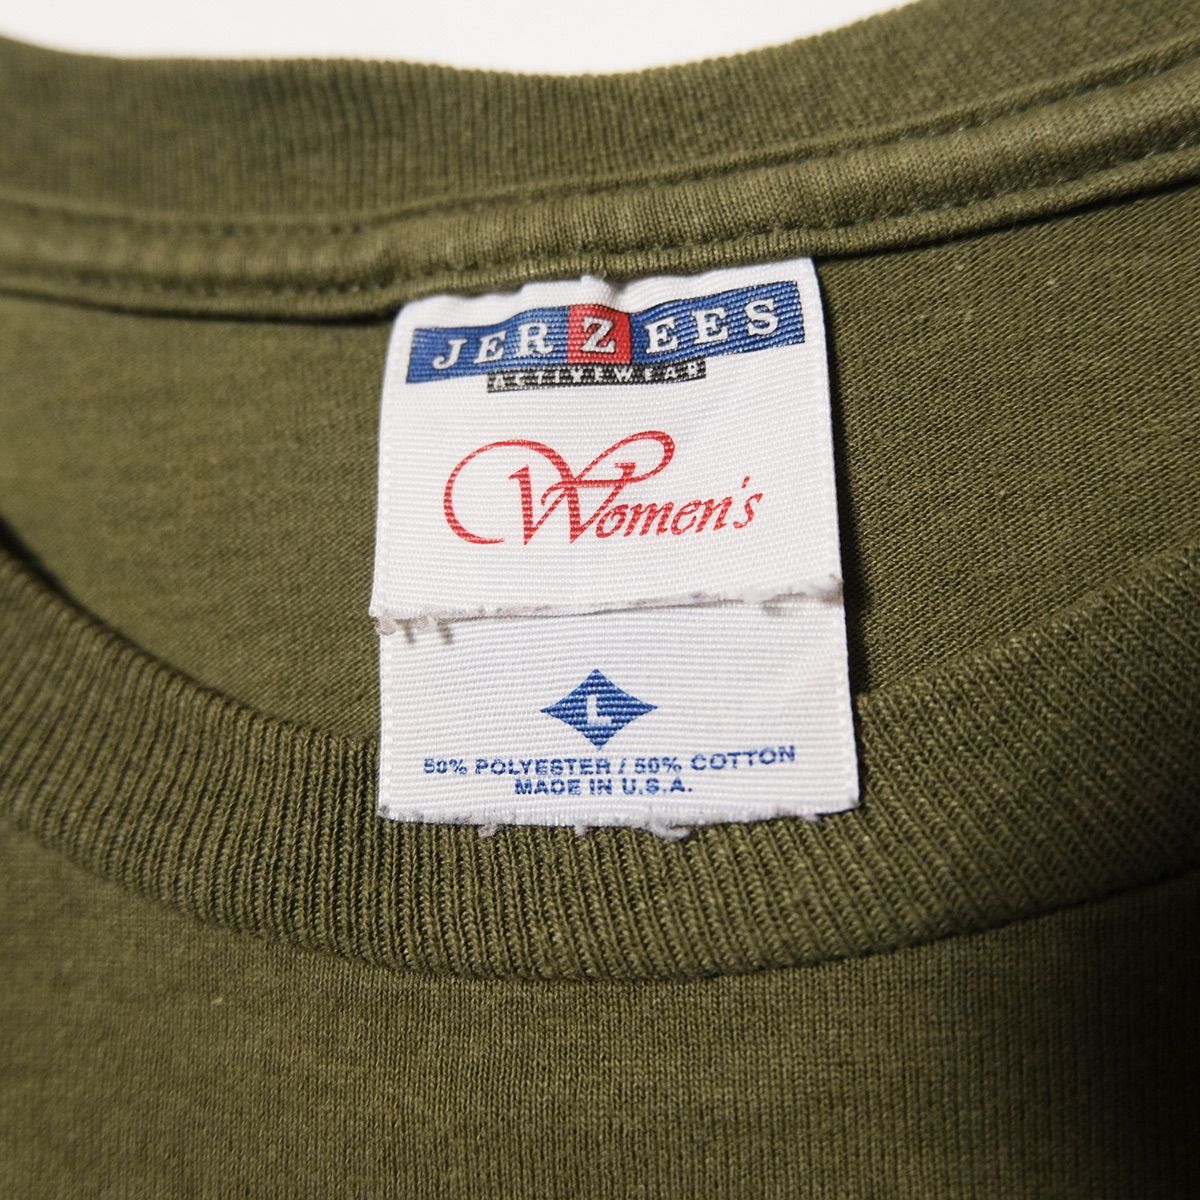 JERZEES
ACTIVEWEAR
Women's
L
50% POLYESTER / 50% COTTON
MADE IN U.S.A.